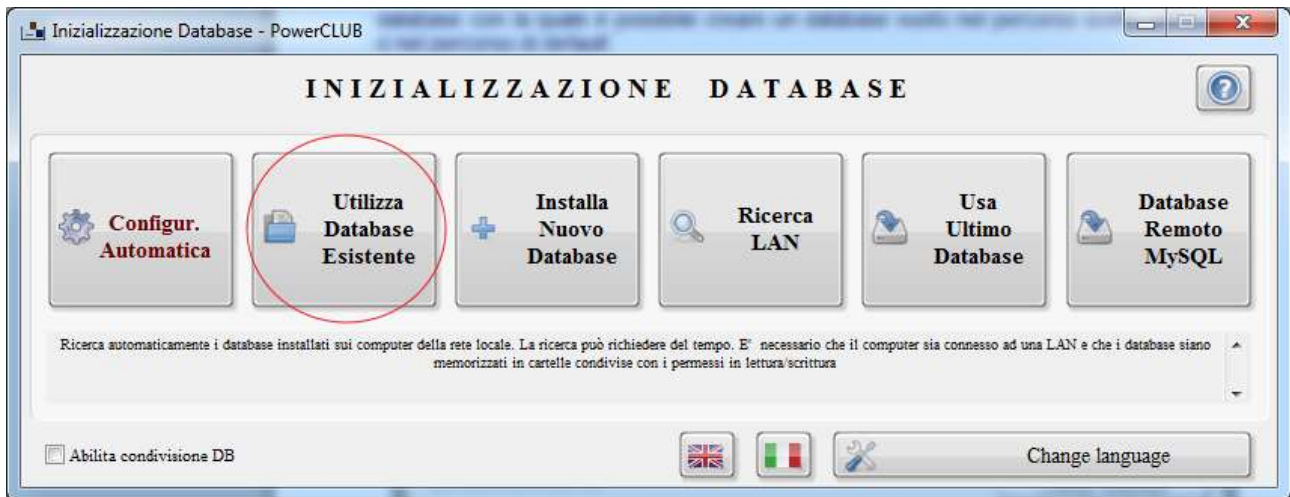 Inizializzazione Database - PowerCLUB
INIZIALIZZAZIONE DATABASE
Configur.
Automatica
Utilizza
Database
Esistente
Installa
Nuovo
Database
Ricerca
LAN
Usa
Ultimo
Database
Database
Remoto
MySQL
Ricerca automaticamente i database installati sui computer della rete locale. La ricerca può richiedere del tempo. E' necessario che il computer sia connesso ad una LAN e che i database siano
memorizzati in cartelle condivise con i permessi in lettura/scrittura
Abilita condivisione DB
Change language